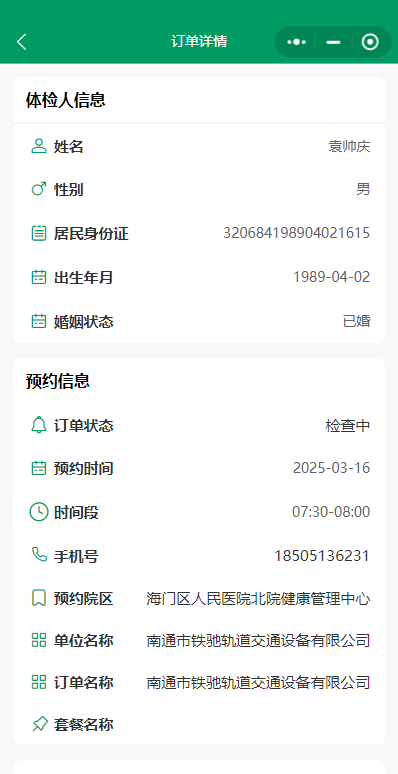 订单详情
体检人信息
姓名 袁帅庆
性别 男
居民身份证 320684198904021615
出生年月 1989-04-02
婚姻状态 已婚
预约信息
订单状态 检查中
预约时间 2025-03-16
时间段 07:30-08:00
手机号 18505136231
预约院区 海门区人民医院北院健康管理中心
单位名称 南通市铁驰轨道交通设备有限公司
订单名称 南通市铁驰轨道交通设备有限公司
套餐名称